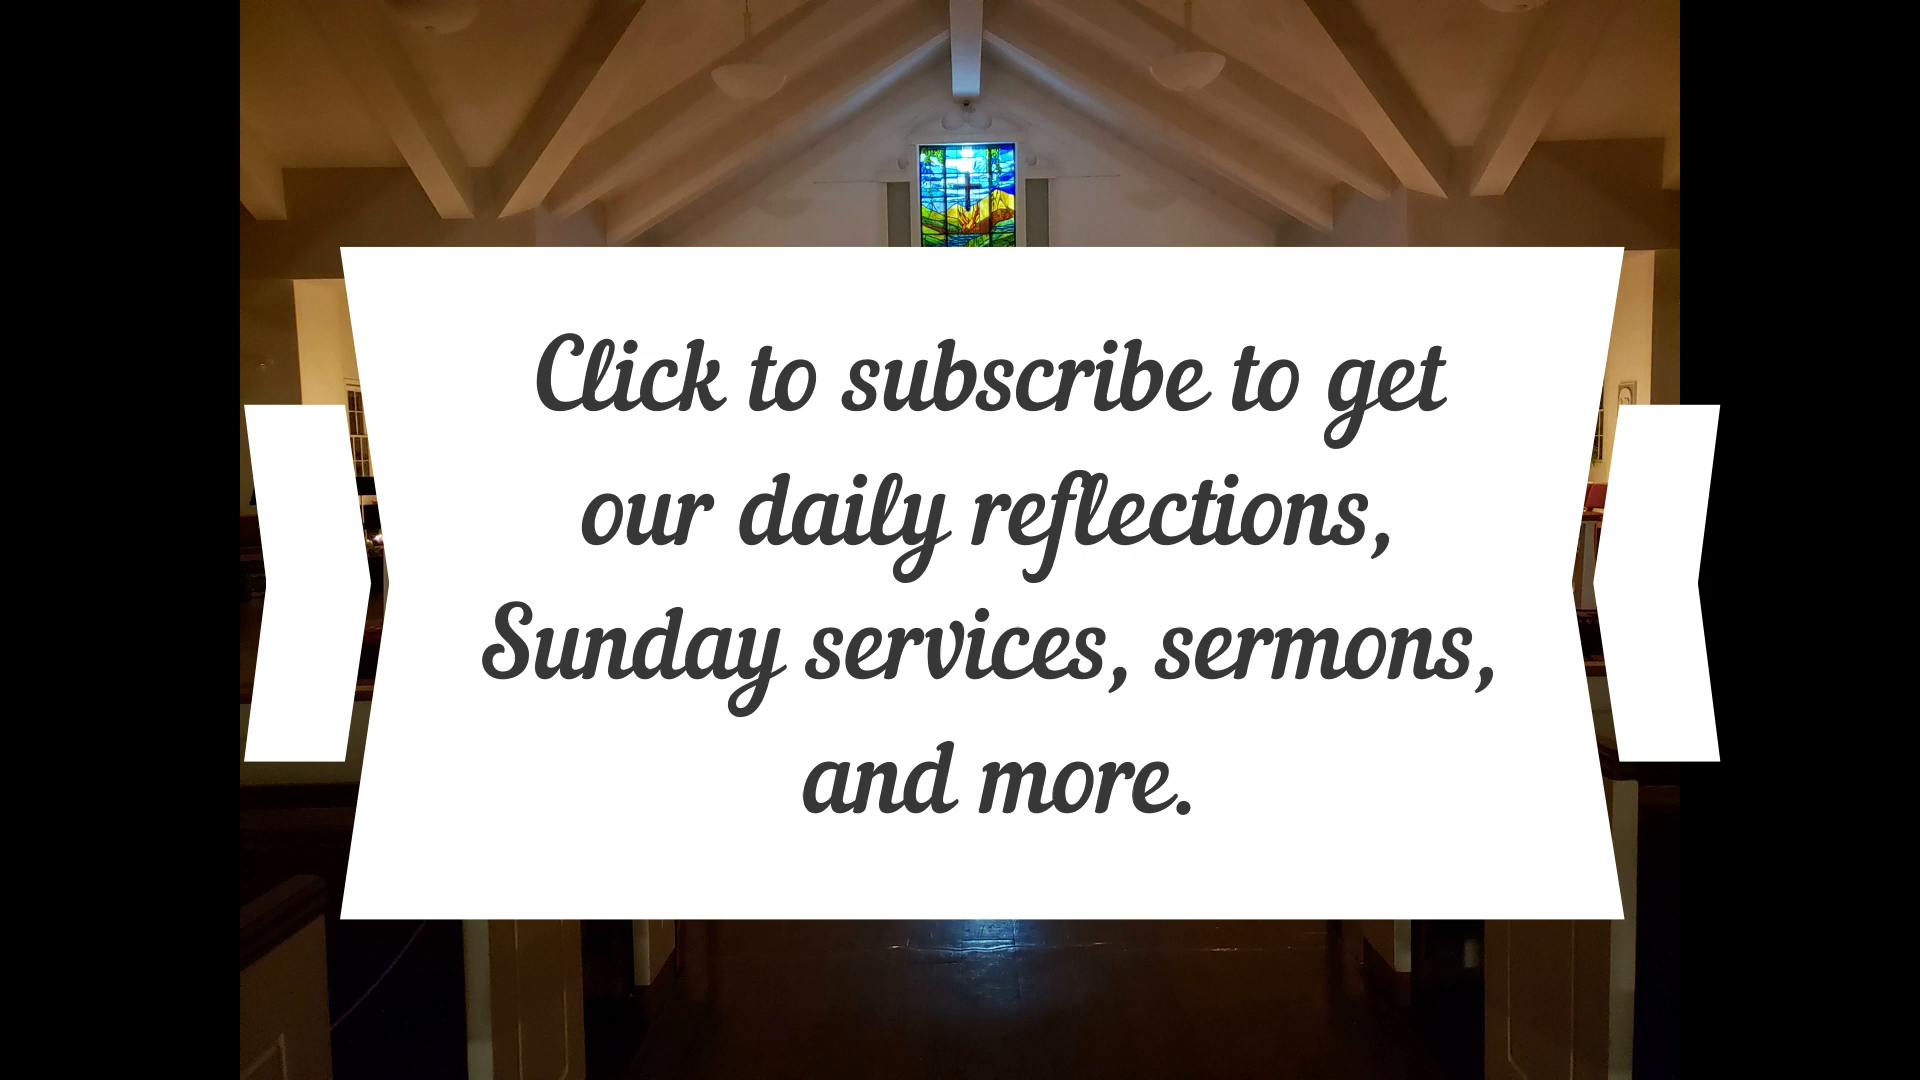 Click to subscribe to get
our daily reflections,
Sunday services, sermons,
and more.